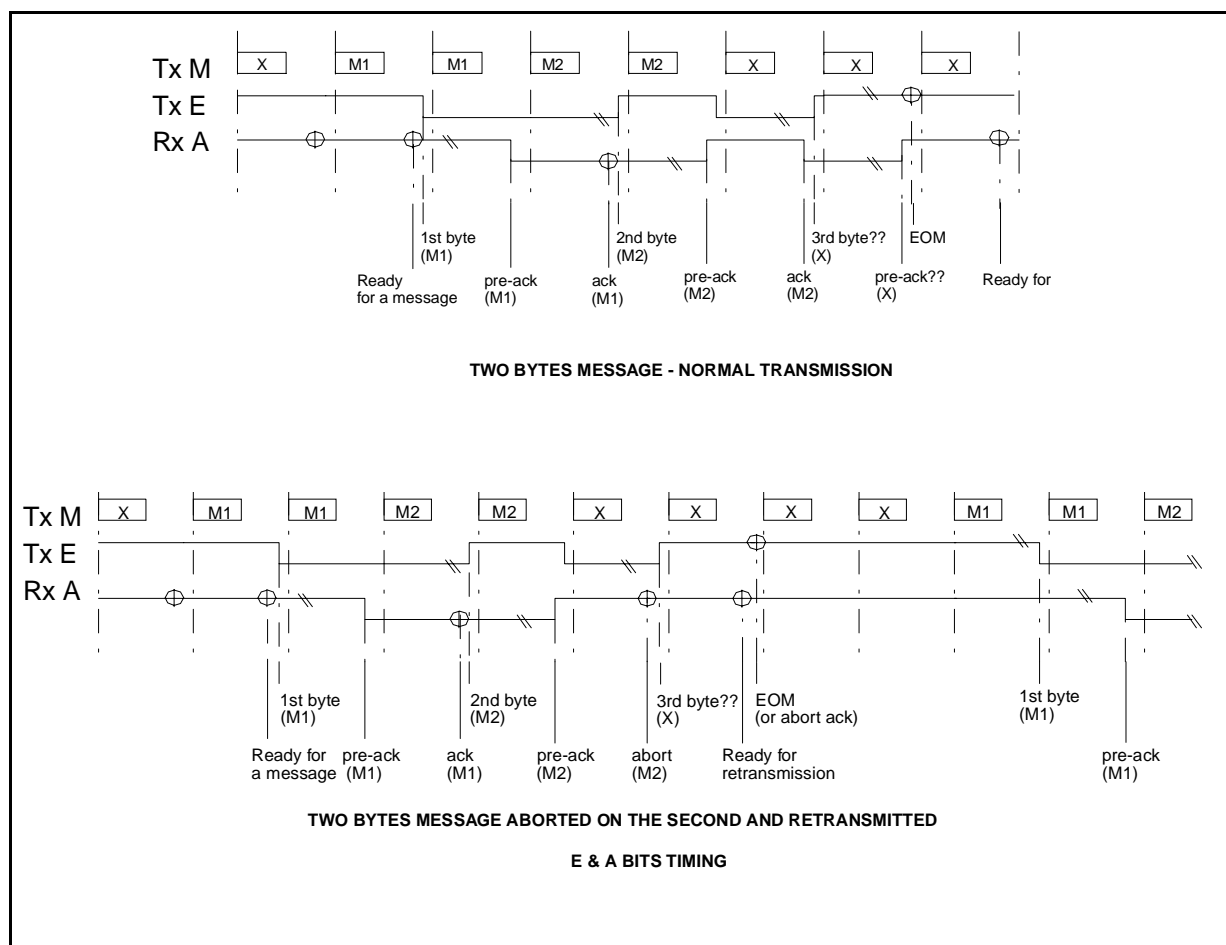 Tx M X M1 M1 M2 M2 X X X
Tx E
Rx A
1st byte
(M1)
2nd byte
(M2)
3rd byte??
(X)
EOM
Ready
for a message
pre-ack
(M1)
ack
(M1)
pre-ack
(M2)
ack
(M2)
pre-ack??
(X)
Ready for
TWO BYTES MESSAGE - NORMAL TRANSMISSION
Tx M X M1 M1 M2 M2 X X X X M1 M1 M2
Tx E
Rx A
1st byte
(M1)
2nd byte
(M2)
3rd byte??
(X)
EOM
(or abort ack)
1st byte
(M1)
Ready for
a message
pre-ack
(M1)
ack
(M1)
pre-ack
(M2)
abort
(M2)
Ready for
retransmission
pre-ack
(M1)
TWO BYTES MESSAGE ABORTED ON THE SECOND AND RETRANSMITTED
E & A BITS TIMING